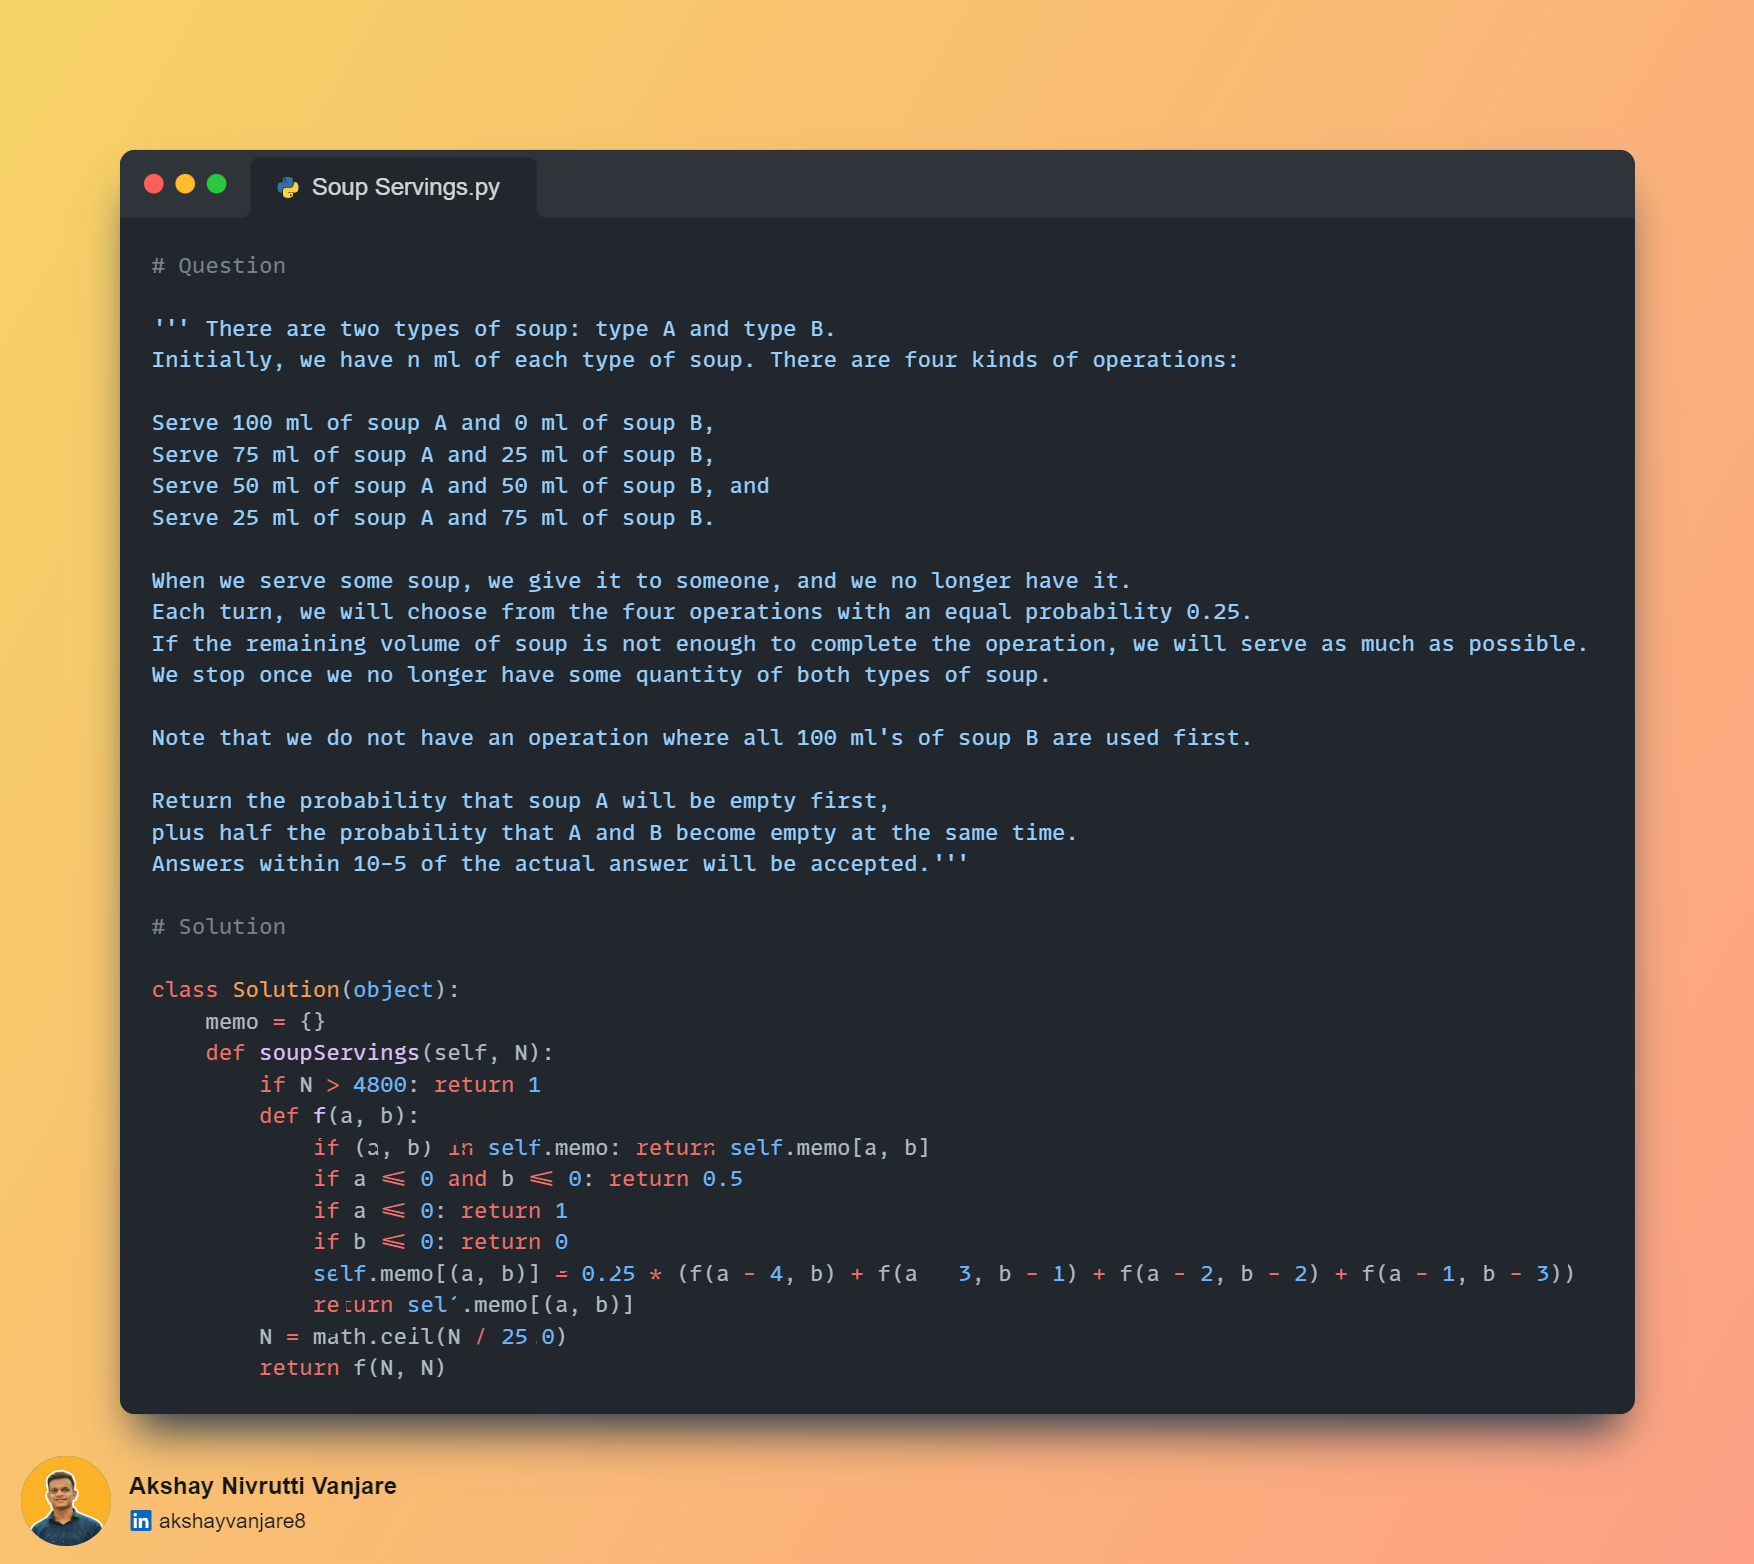 Soup Servings.py
# Question
''' There are two types of soup: type A and type B.
Initially, we have n ml of each type of soup. There are four kinds of operations:
Serve 100 ml of soup A and 0 ml of soup B,
Serve 75 ml of soup A and 25 ml of soup B,
Serve 50 ml of soup A and 50 ml of soup B, and
Serve 25 ml of soup A and 75 ml of soup B.
When we serve some soup, we give it to someone, and we no longer have it.
Each turn, we will choose from the four operations with an equal probability 0.25.
If the remaining volume of soup is not enough to complete the operation, we will serve as much as possible.
We stop once we no longer have some quantity of both types of soup.
Note that we do not have an operation where all 100 ml's of soup B are used first.
Return the probability that soup A will be empty first,
plus half the probability that A and B become empty at the same time.
Answers within 10-5 of the actual answer will be accepted.'''
# Solution
class Solution(object):
    memo = {}
    def soupServings(self, N):
        if N > 4800: return 1
        def f(a, b):
            if (a, b) in self.memo: return self.memo[a, b]
            if a <= 0 and b <= 0: return 0.5
            if a <= 0: return 1
            if b <= 0: return 0
            self.memo[(a, b)] = 0.25 * (f(a - 4, b) + f(a   3, b - 1) + f(a - 2, b - 2) + f(a - 1, b - 3))
            return self.memo[(a, b)]
        N = math.ceil(N / 25.0)
        return f(N, N)
Akshay Nivrutti Vanjare
in akshayvanjare8